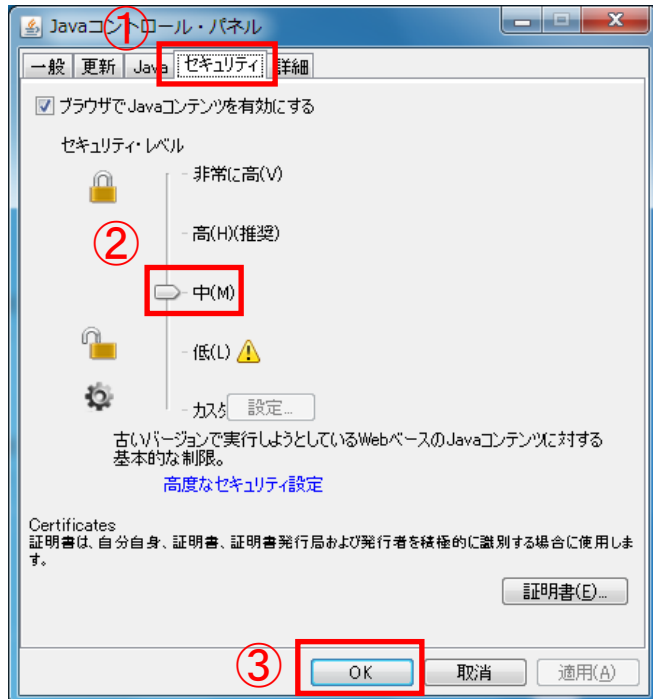 ①
Javaコントロール・パネル
一般 更新 Java セキュリティ 詳細
ブラウザでJavaコンテンツを有効にする
セキュリティ・レベル
非常に高(V)
高(H)(推奨)
②
中(M)
低(L)
カスタ 設定...
古いバージョンで実行しようとしているWebベースのJavaコンテンツに対する
基本的な制限。
高度なセキュリティ設定
Certificates
証明書は、自分自身、証明書、証明書発行局および発行者を積極的に識別する場合に使用しま
す。
証明書(E)...
③
OK 取消 適用(A)